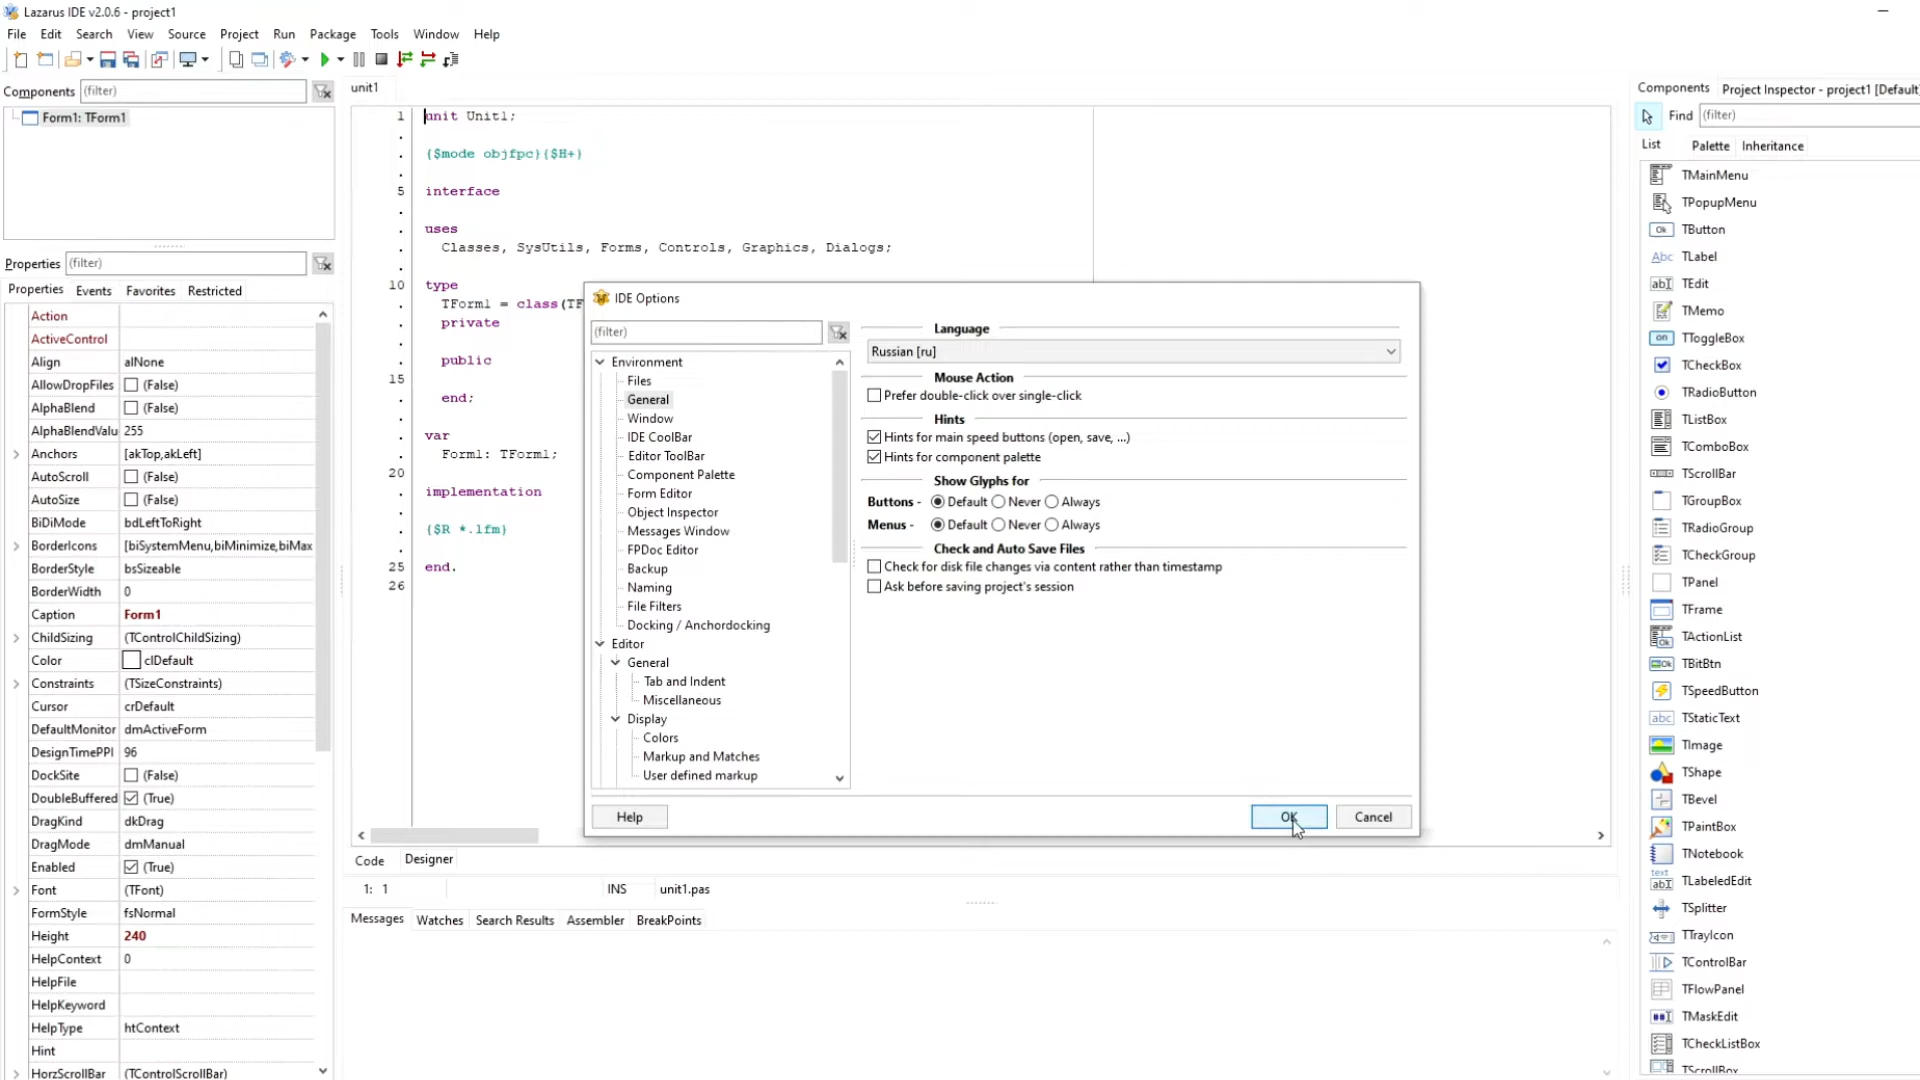 Lazarus IDE v2.0.6 - project1
File Edit Search View Source Project Run Package Tools Window Help
Components (filter)
Form1: TForm1
Properties (filter)
Properties Events Favorites Restricted
Action
ActiveControl
Align alNone
AllowDropFiles (False)
AlphaBlend (False)
AlphaBlendValu 255
Anchors [akTop,akLeft]
AutoScroll (False)
AutoSize (False)
BiDiMode bdLeftToRight
BorderIcons [biSystemMenu,biMinimize,biMax
BorderStyle bsSizeable
BorderWidth 0
Caption Form1
ChildSizing (TControlChildSizing)
Color clDefault
Constraints (TSizeConstraints)
Cursor crDefault
DefaultMonitor dmActiveForm
DesignTimePPI 96
DockSite (False)
DoubleBuffered (True)
DragKind dkDrag
DragMode dmManual
Enabled (True)
Font (TFont)
FormStyle fsNormal
Height 240
HelpContext 0
HelpFile
HelpKeyword
HelpType htContext
Hint
HorzScrollBar (TControlScrollBar)
unit1
1 unit Unit1;
{$mode objfpc}{$H+}
5 interface
uses
Classes, SysUtils, Forms, Controls, Graphics, Dialogs;
10 type
TForm1 = class(TF
private
public
15
end;
var
Form1: TForm1;
20
implementation
{$R *.lfm}
25 end.
26
Code Designer
1: 1 INS unit1.pas
Messages Watches Search Results Assembler BreakPoints
IDE Options
(filter)
Environment
Files
General
Window
IDE CoolBar
Editor ToolBar
Component Palette
Form Editor
Object Inspector
Messages Window
FPDoc Editor
Backup
Naming
File Filters
Docking / Anchordocking
Editor
General
Tab and Indent
Miscellaneous
Display
Colors
Markup and Matches
User defined markup
Language
Russian [ru]
Mouse Action
Prefer double-click over single-click
Hints
Hints for main speed buttons (open, save, ...)
Hints for component palette
Show Glyphs for
Buttons - Default Never Always
Menus - Default Never Always
Check and Auto Save Files
Check for disk file changes via content rather than timestamp
Ask before saving project's session
Help OK Cancel
Components Project Inspector - project1 [Default
Find (filter)
List Palette Inheritance
TMainMenu
TPopupMenu
Ok TButton
Abc TLabel
abI TEdit
TMemo
on TToggleBox
TCheckBox
TRadioButton
TListBox
TComboBox
TScrollBar
TGroupBox
TRadioGroup
TCheckGroup
TPanel
TFrame
Ok TActionList
Ok TBitBtn
TSpeedButton
abc TStaticText
TImage
TShape
TBevel
TPaintBox
TNotebook
text abI TLabeledEdit
TSplitter
TTrayIcon
TControlBar
TFlowPanel
TMaskEdit
TCheckListBox
TScrollBox